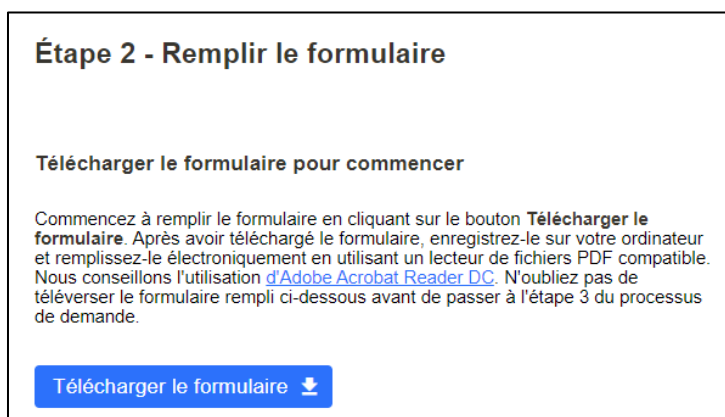 Étape 2 - Remplir le formulaire
Télécharger le formulaire pour commencer
Commencez à remplir le formulaire en cliquant sur le bouton Télécharger le
formulaire. Après avoir téléchargé le formulaire, enregistrez-le sur votre ordinateur
et remplissez-le électroniquement en utilisant un lecteur de fichiers PDF compatible.
Nous conseillons l'utilisation d'Adobe Acrobat Reader DC. N'oubliez pas de
téléverser le formulaire rempli ci-dessous avant de passer à l'étape 3 du processus
de demande.
Télécharger le formulaire